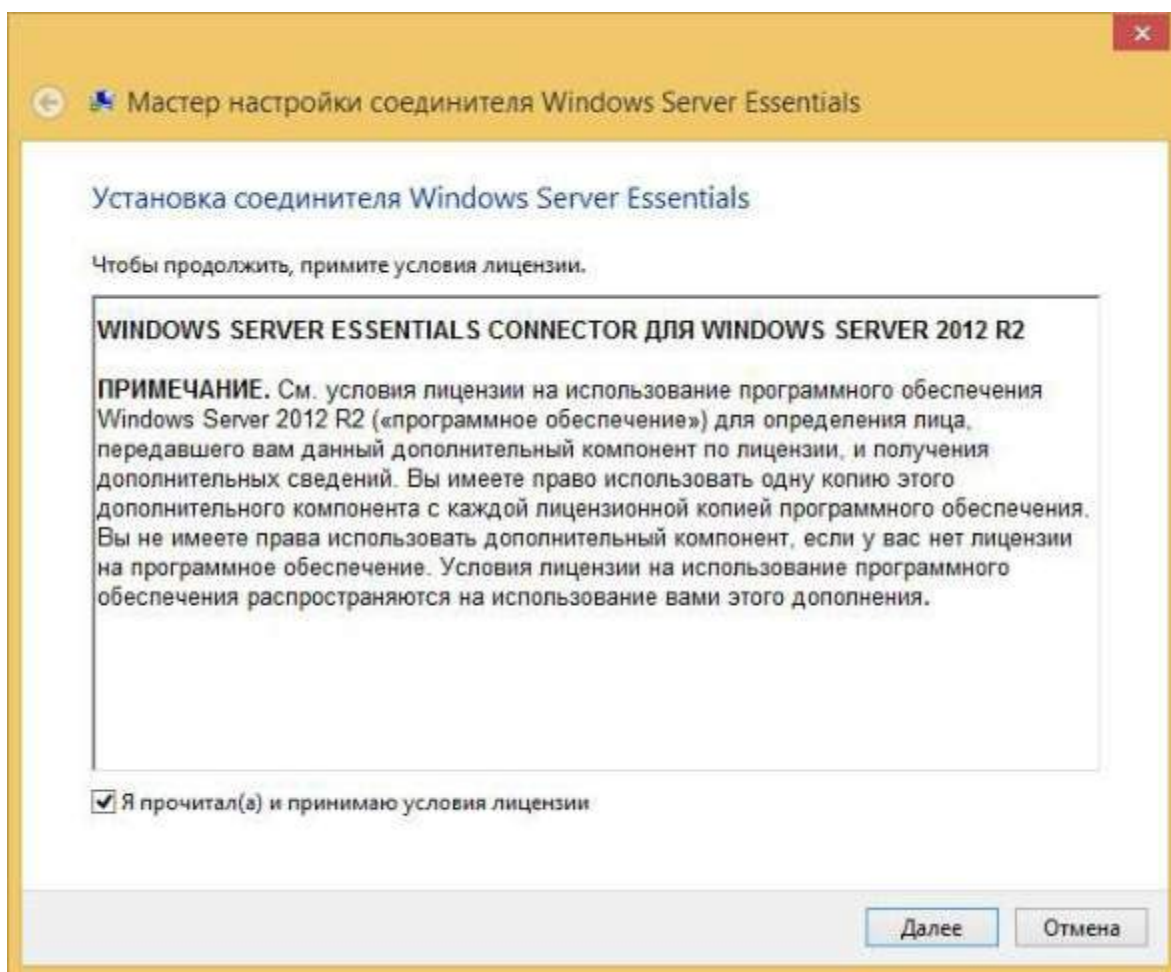 Мастер настройки соединителя Windows Server Essentials
Установка соединителя Windows Server Essentials
Чтобы продолжить, примите условия лицензии.
WINDOWS SERVER ESSENTIALS CONNECTOR ДЛЯ WINDOWS SERVER 2012 R2
ПРИМЕЧАНИЕ. См. условия лицензии на использование программного обеспечения
Windows Server 2012 R2 («программное обеспечение») для определения лица,
передавшего вам данный дополнительный компонент по лицензии, и получения
дополнительных сведений. Вы имеете право использовать одну копию этого
дополнительного компонента с каждой лицензионной копией программного обеспечения.
Вы не имеете права использовать дополнительный компонент, если у вас нет лицензии
на программное обеспечение. Условия лицензии на использование программного
обеспечения распространяются на использование вами этого дополнения.
Я прочитал(а) и принимаю условия лицензии
Далее
Отмена